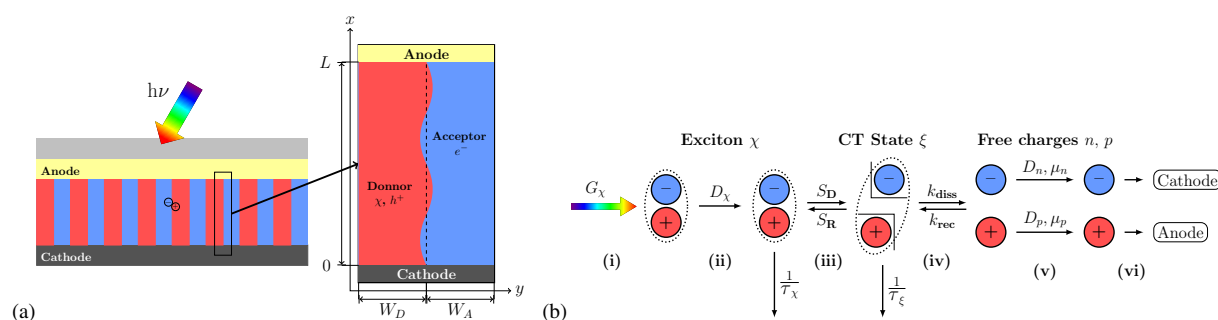 (a)
hν
Anode
Cathode
x
L
0
y
Anode
Donnor
χ, h⁺
Acceptor
e⁻
Cathode
W_D
W_A
(b)
Exciton χ
CT State ξ
Free charges n, p
G_χ
D_χ
S_D
S_R
k_diss
k_rec
D_n, μ_n
D_p, μ_p
Cathode
Anode
− − − − −
+ + + + +
(i)
(ii)
(iii)
(iv)
(v)
(vi)
1/τ_χ
1/τ_ξ